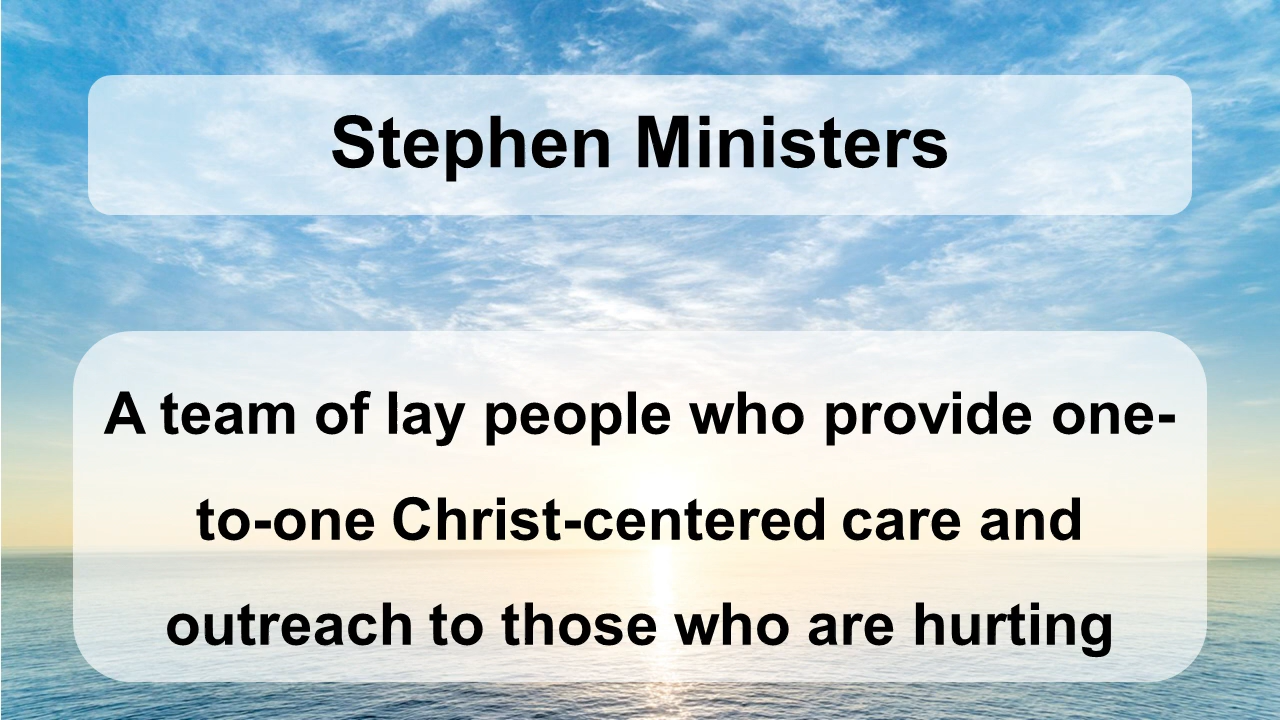 Stephen Ministers
A team of lay people who provide one-
to-one Christ-centered care and
outreach to those who are hurting